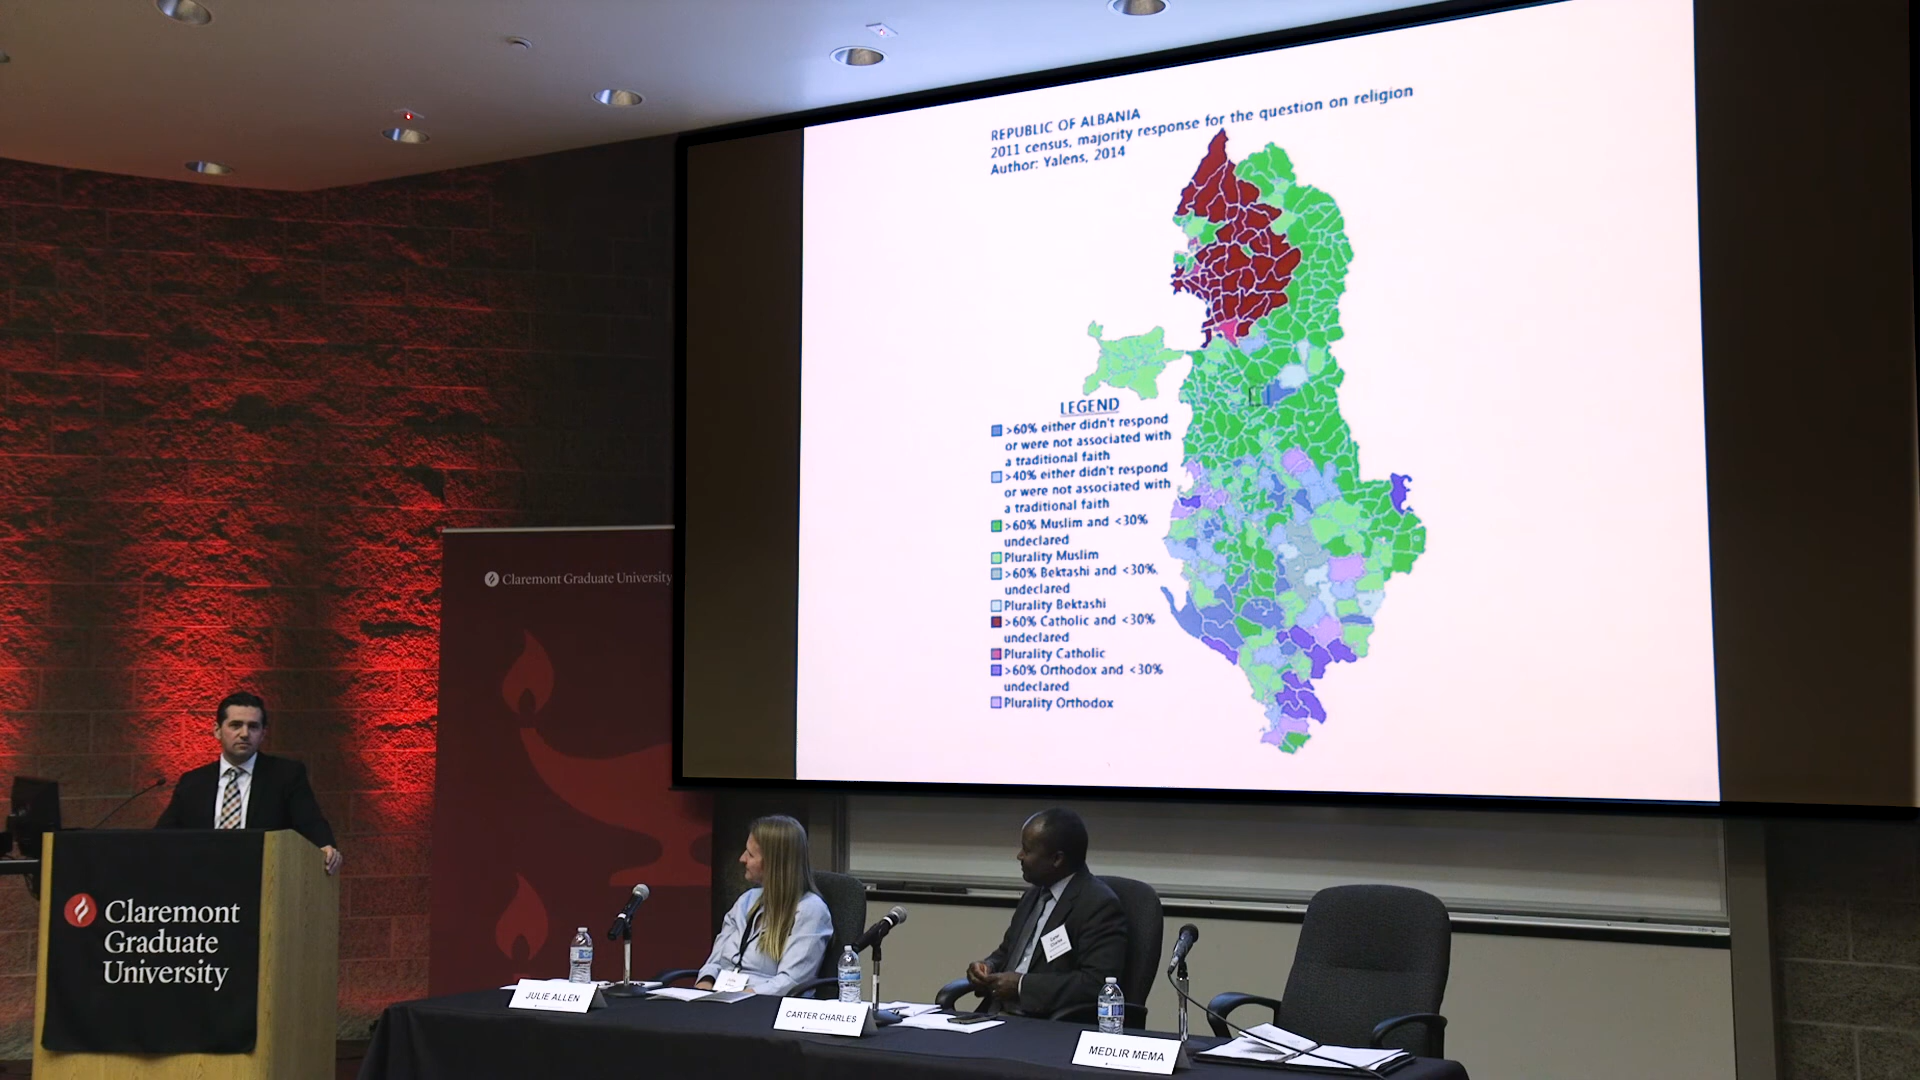 REPUBLIC OF ALBANIA
2011 census, majority response for the question on religion
Author: Yalens, 2014
LEGEND
>60% either didn't respond
or were not associated with
a traditional faith
>40% either didn't respond
or were not associated with
a traditional faith
>60% Muslim and <30%
undeclared
Plurality Muslim
>60% Bektashi and <30%,
undeclared
Plurality Bektashi
>60% Catholic and <30%
undeclared
Plurality Catholic
>60% Orthodox and <30%
undeclared
Plurality Orthodox
Claremont Graduate University
Claremont
Graduate
University
JULIE ALLEN
CARTER CHARLES
MEDLIR MEMA
Carter
Charles